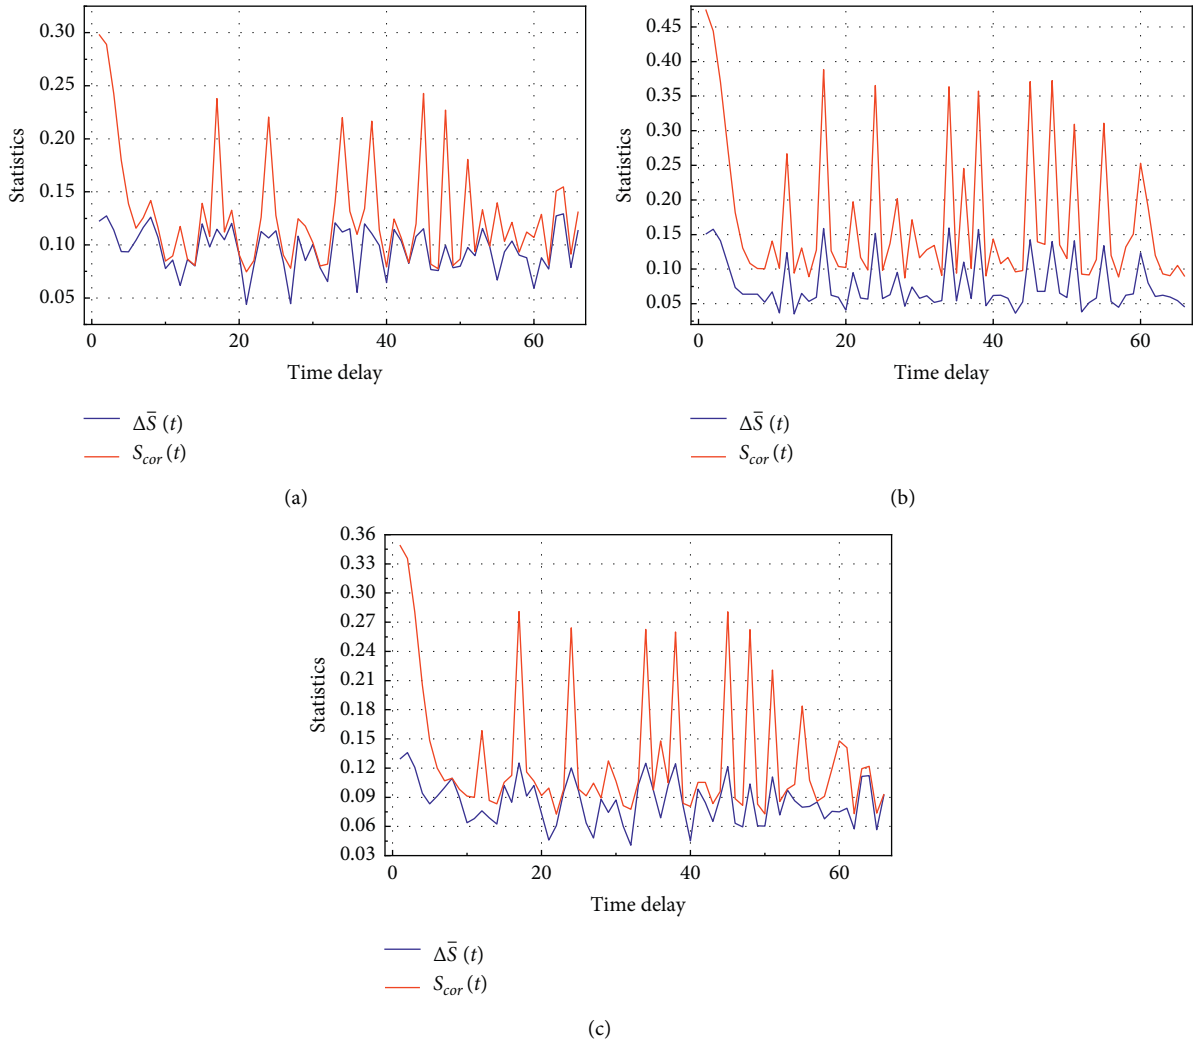 0.30
0.25
0.20
0.15
0.10
0.05
Statistics
0 20 40 60
Time delay
ΔS̅ (t)
S_cor (t)
(a)
0.45
0.40
0.35
0.30
0.25
0.20
0.15
0.10
0.05
Statistics
0 20 40 60
Time delay
ΔS̅ (t)
S_cor (t)
(b)
0.36
0.33
0.30
0.27
0.24
0.21
0.18
0.15
0.12
0.09
0.06
0.03
Statistics
0 20 40 60
Time delay
ΔS̅ (t)
S_cor (t)
(c)